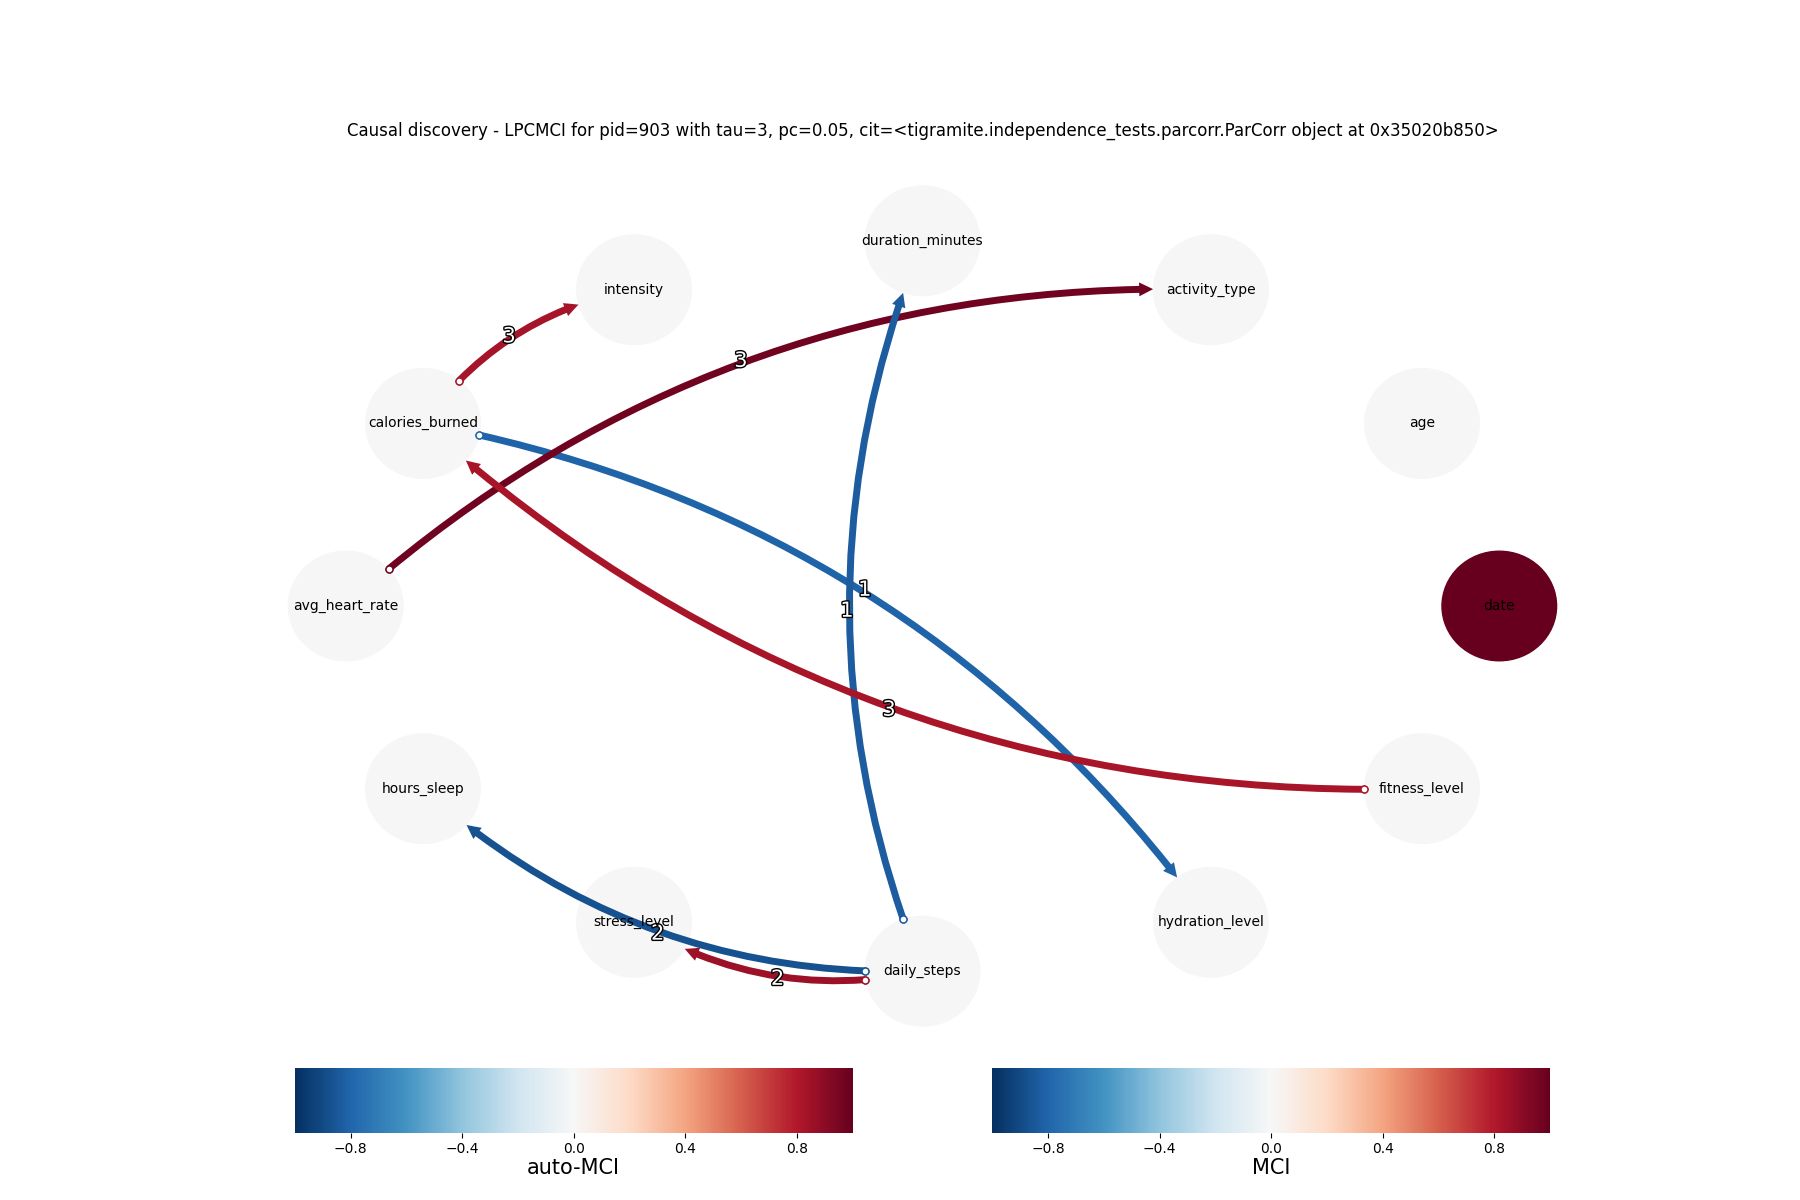 Causal discovery - LPCMCI for pid=903 with tau=3, pc=0.05, cit=<tigramite.independence_tests.parcorr.ParCorr object at 0x35020b850>
duration_minutes
intensity
activity_type
3
3
calories_burned
age
1
avg_heart_rate
date
1
3
hours_sleep
fitness_level
stress_level
hydration_level
2
daily_steps
2
−0.8 −0.4 0.0 0.4 0.8
auto-MCI
−0.8 −0.4 0.0 0.4 0.8
MCI